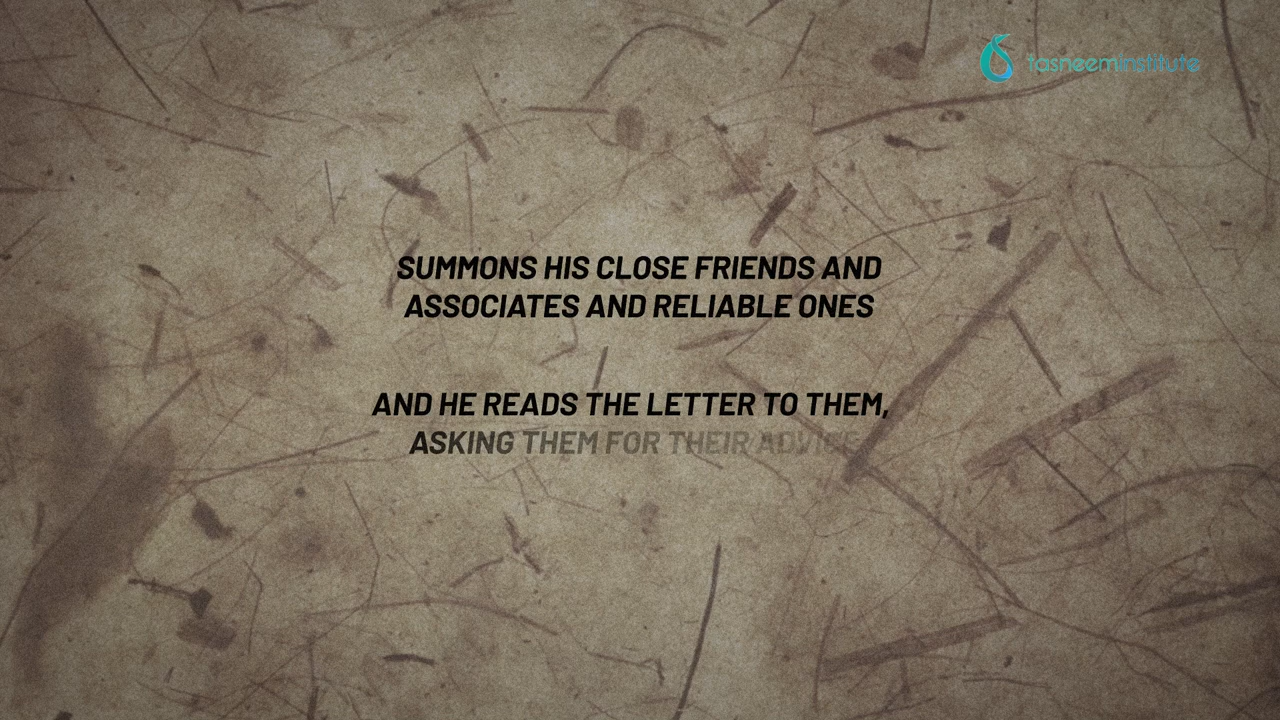 tasneeminstitute
SUMMONS HIS CLOSE FRIENDS AND
ASSOCIATES AND RELIABLE ONES
AND HE READS THE LETTER TO THEM,
ASKING THEM FOR THEIR ADVICE